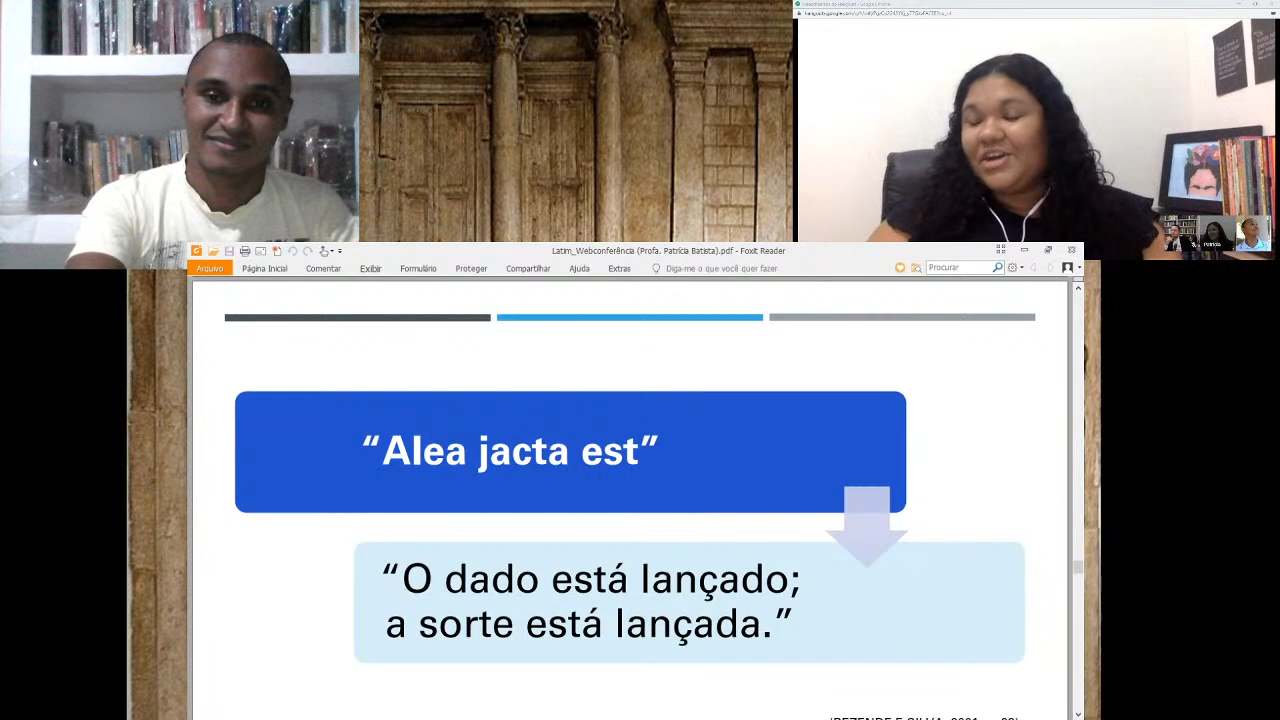 Latim_Webconferência (Profa. Patrícia Batista).pdf - Foxit Reader
Arquivo Página Inicial Comentar Exibir Formulário Proteger Compartilhar Ajuda Extras Diga-me o que você quer fazer Procurar
“Alea jacta est”
“O dado está lançado;
a sorte está lançada.”
Patrícia